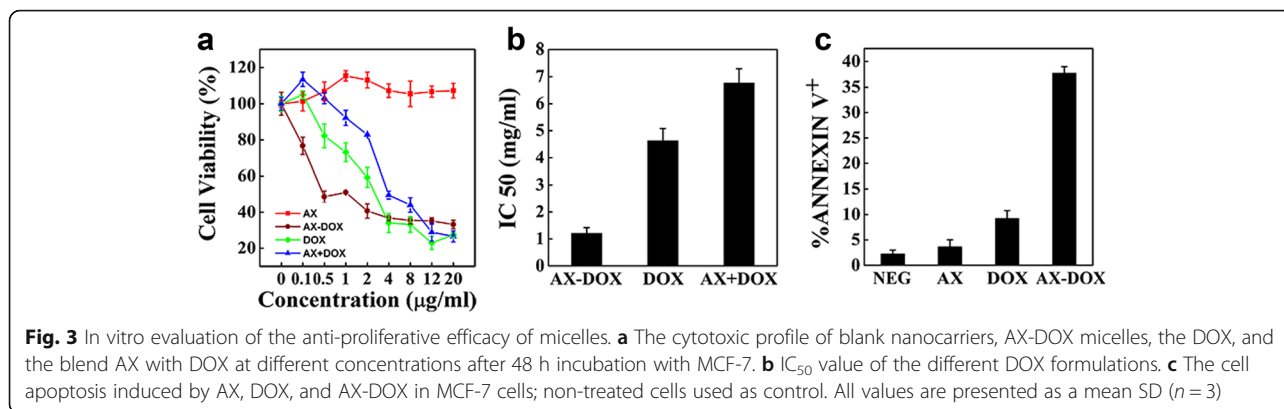 a
b
c
Cell Viability (%)
120
100
80
60
40
20
AX
AX-DOX
DOX
AX+DOX
0 0.1 0.5 1 2 4 8 12 20
Concentration (μg/ml)
IC 50 (mg/ml)
8
7
6
5
4
3
2
1
0
AX-DOX DOX AX+DOX
%ANNEXIN V+
40
35
30
25
20
15
10
5
0
NEG AX DOX AX-DOX
Fig. 3 In vitro evaluation of the anti-proliferative efficacy of micelles. a The cytotoxic profile of blank nanocarriers, AX-DOX micelles, the DOX, and
the blend AX with DOX at different concentrations after 48 h incubation with MCF-7. b IC50 value of the different DOX formulations. c The cell
apoptosis induced by AX, DOX, and AX-DOX in MCF-7 cells; non-treated cells used as control. All values are presented as a mean SD (n = 3)